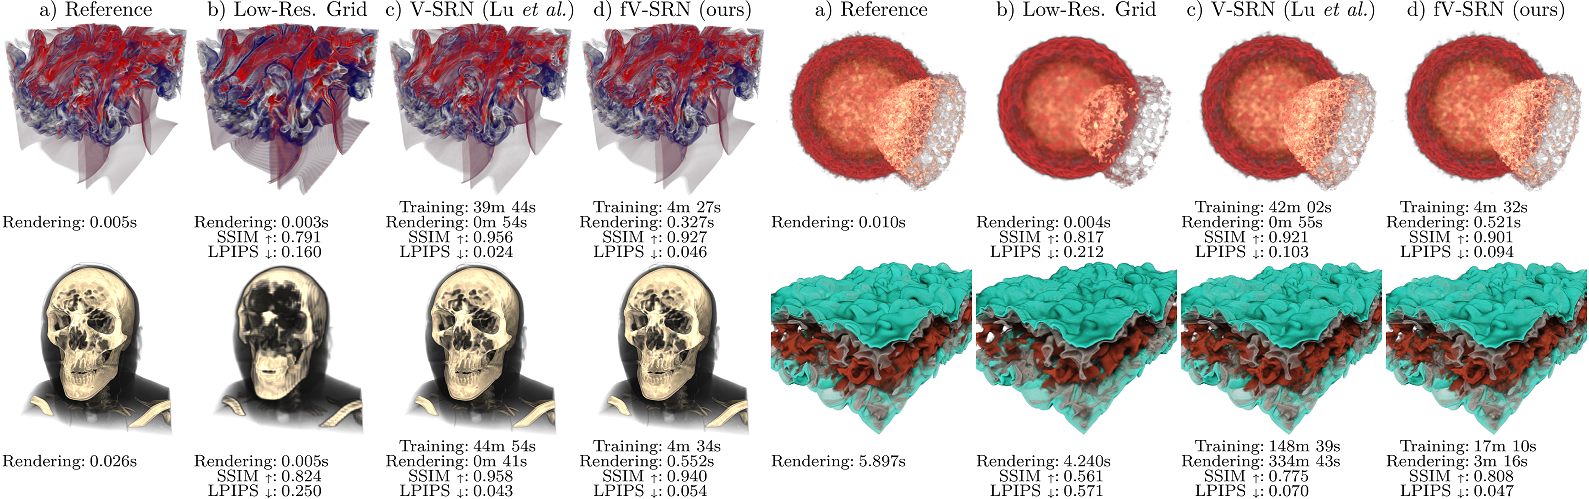 a) Reference b) Low-Res. Grid c) V-SRN (Lu et al.) d) fV-SRN (ours) a) Reference b) Low-Res. Grid c) V-SRN (Lu et al.) d) fV-SRN (ours)
Training: 39m 44s Training: 4m 27s Training: 42m 02s Training: 4m 32s
Rendering: 0.005s Rendering: 0.003s Rendering: 0m 54s Rendering: 0.327s Rendering: 0.010s Rendering: 0.004s Rendering: 0m 55s Rendering: 0.521s
SSIM ↑: 0.791 SSIM ↑: 0.956 SSIM ↑: 0.927 SSIM ↑: 0.817 SSIM ↑: 0.921 SSIM ↑: 0.901
LPIPS ↓: 0.160 LPIPS ↓: 0.024 LPIPS ↓: 0.046 LPIPS ↓: 0.212 LPIPS ↓: 0.103 LPIPS ↓: 0.094
Training: 44m 54s Training: 4m 34s Training: 148m 39s Training: 17m 10s
Rendering: 0.026s Rendering: 0.005s Rendering: 0m 41s Rendering: 0.552s Rendering: 5.897s Rendering: 4.240s Rendering: 334m 43s Rendering: 3m 16s
SSIM ↑: 0.824 SSIM ↑: 0.958 SSIM ↑: 0.940 SSIM ↑: 0.561 SSIM ↑: 0.775 SSIM ↑: 0.808
LPIPS ↓: 0.250 LPIPS ↓: 0.043 LPIPS ↓: 0.054 LPIPS ↓: 0.571 LPIPS ↓: 0.070 LPIPS ↓: 0.047